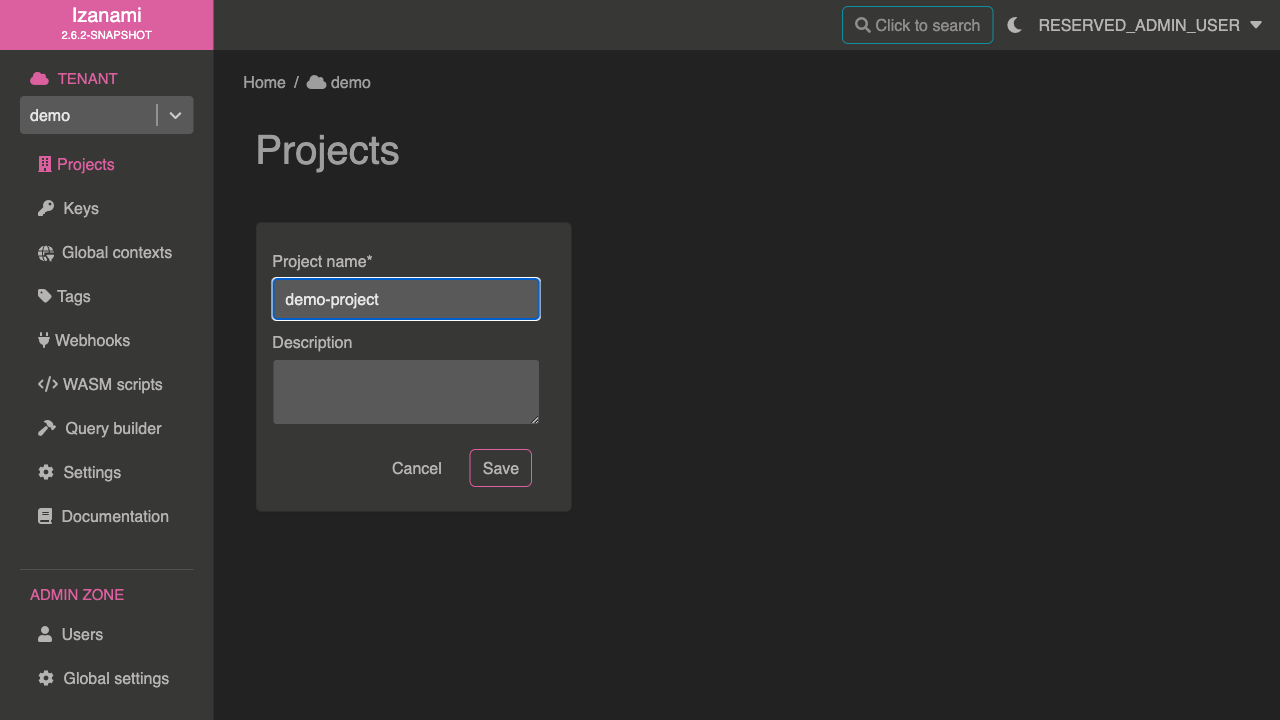 Izanami
2.6.2-SNAPSHOT
Click to search
RESERVED_ADMIN_USER
TENANT
demo
Projects
Keys
Global contexts
Tags
Webhooks
WASM scripts
Query builder
Settings
Documentation
ADMIN ZONE
Users
Global settings
Home / demo
Projects
Project name*
demo-project
Description
Cancel Save